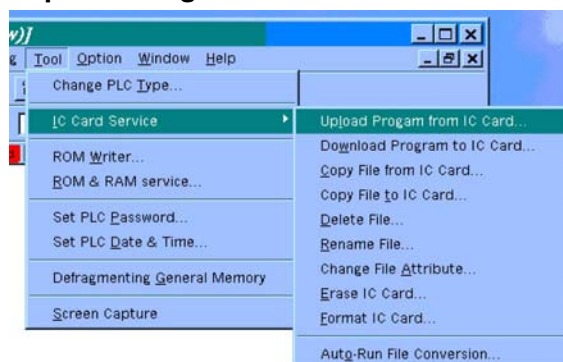 w)]
Tool Option Window Help
Change PLC Type...
IC Card Service
ROM Writer...
ROM & RAM service...
Set PLC Password...
Set PLC Date & Time...
Defragmenting General Memory
Screen Capture
Upload Progam from IC Card...
Download Program to IC Card...
Copy File from IC Card...
Copy File to IC Card...
Delete File...
Rename File...
Change File Attribute...
Erase IC Card...
Format IC Card...
Auto-Run File Conversion...